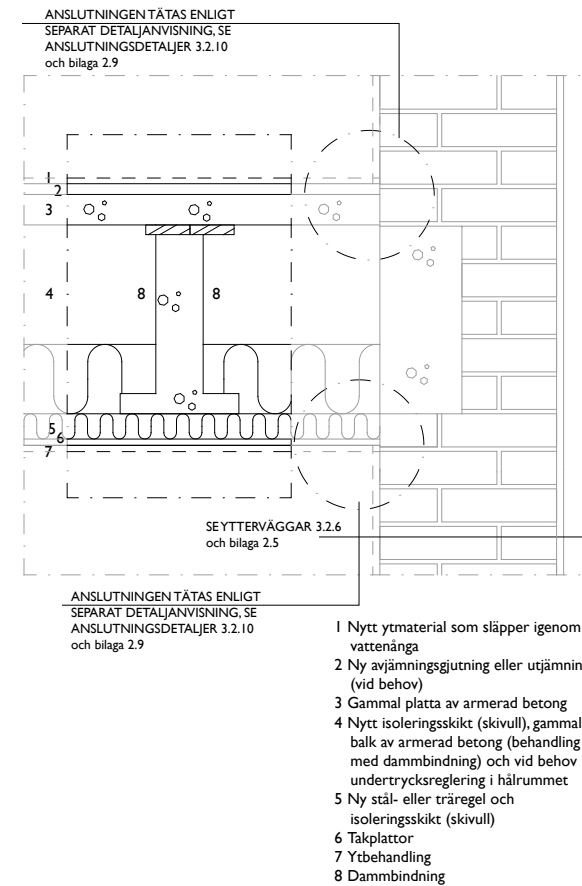 ANSLUTNINGEN TÄTAS ENLIGT
SEPARAT DETALJANVISNING, SE
ANSLUTNINGSDETALJER 3.2.10
och bilaga 2.9
1
2
3
4
8
8
5
6
7
SE YTTERVÄGGAR 3.2.6
och bilaga 2.5
ANSLUTNINGEN TÄTAS ENLIGT
SEPARAT DETALJANVISNING, SE
ANSLUTNINGSDETALJER 3.2.10
och bilaga 2.9
1 Nytt ytmaterial som släpper igenom
vattenånga
2 Ny avjämningsgjutning eller utjämnin
(vid behov)
3 Gammal platta av armerad betong
4 Nytt isoleringsskikt (skivull), gammal
balk av armerad betong (behandling
med dammbindning) och vid behov
undertrycksreglering i hålrummet
5 Ny stål- eller träregel och
isoleringsskikt (skivull)
6 Takplattor
7 Ytbehandling
8 Dammbindning